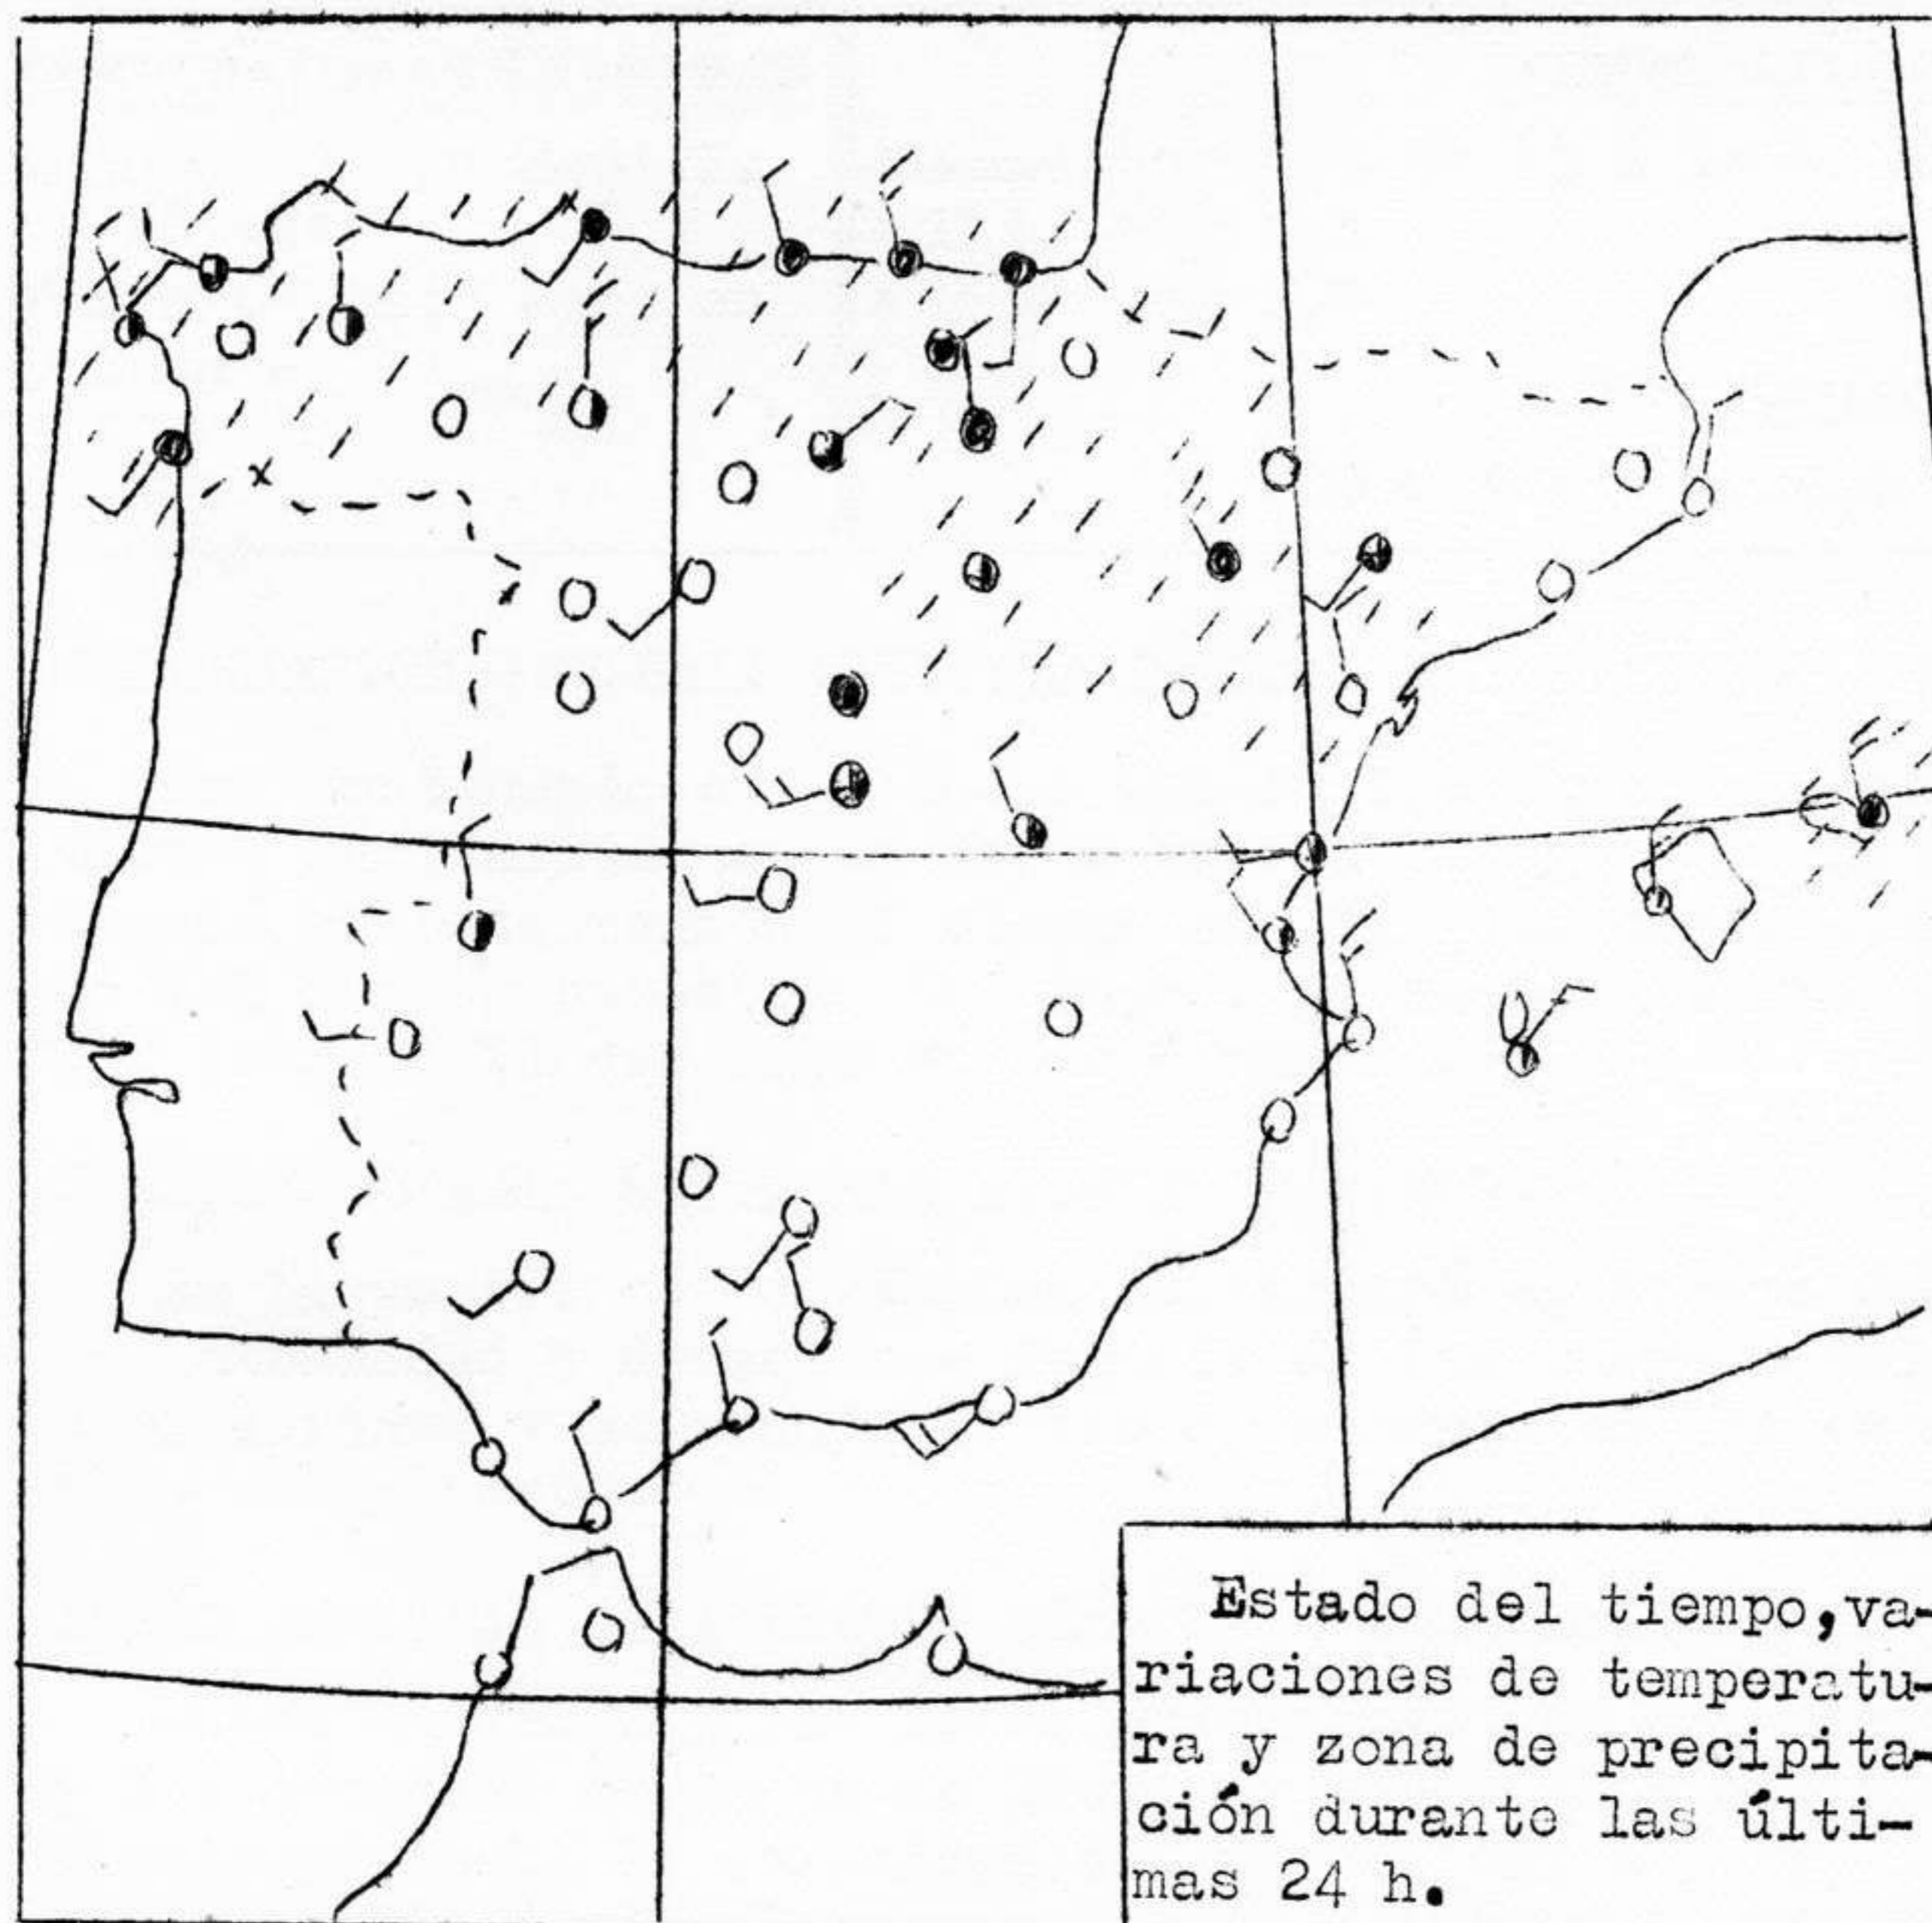 Estado del tiempo, va-
riaciones de temperatu-
ra y zona de precipita-
ción durante las últi-
mas 24 h.